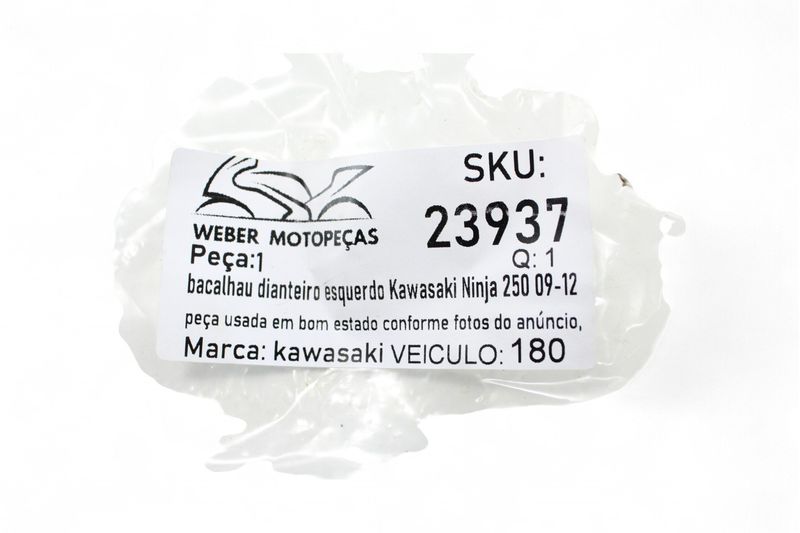 SKU:
23937
WEBER MOTOPEÇAS
Peça:1
Q: 1
bacalhau dianteiro esquerdo Kawasaki Ninja 250 09-12
peça usada em bom estado conforme fotos do anúncio,
Marca: kawasaki VEICULO: 180